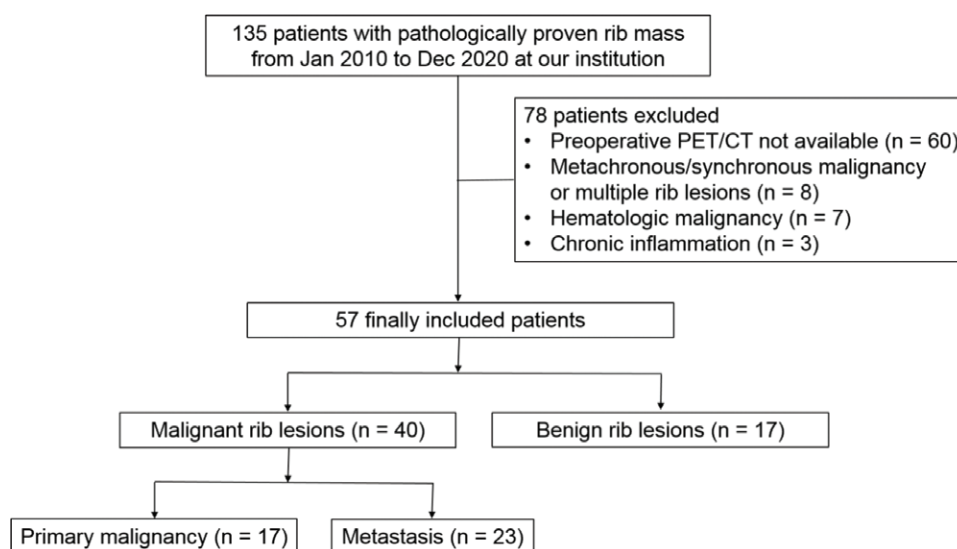 135 patients with pathologically proven rib mass
from Jan 2010 to Dec 2020 at our institution
78 patients excluded
• Preoperative PET/CT not available (n = 60)
• Metachronous/synchronous malignancy
or multiple rib lesions (n = 8)
• Hematologic malignancy (n = 7)
• Chronic inflammation (n = 3)
57 finally included patients
Malignant rib lesions (n = 40)
Benign rib lesions (n = 17)
Primary malignancy (n = 17)
Metastasis (n = 23)